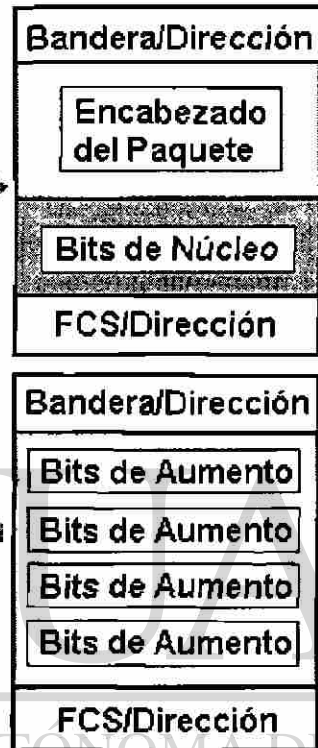 Bandera/Dirección
Encabezado
del Paquete
Bits de Núcleo
FCS/Dirección
Bandera/Dirección
Bits de Aumento
Bits de Aumento
Bits de Aumento
Bits de Aumento
FCS/Dirección